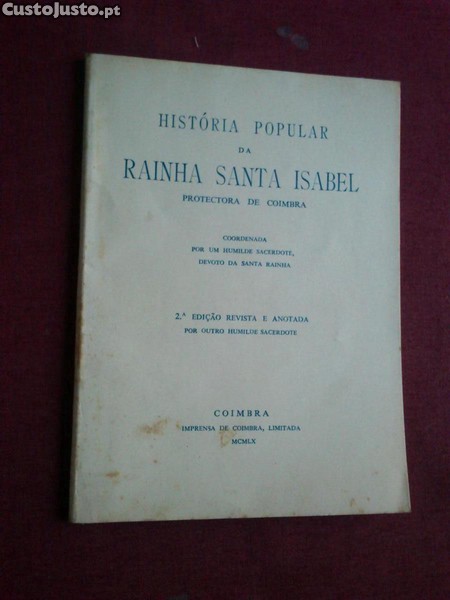 CustoJusto.pt
HISTÓRIA POPULAR
DA
RAINHA SANTA ISABEL
PROTECTORA DE COIMBRA
COORDENADA
POR UM HUMILDE SACERDOTE,
DEVOTO DA SANTA RAINHA
2.ª EDIÇÃO REVISTA E ANOTADA
POR OUTRO HUMILDE SACERDOTE
COIMBRA
IMPRENSA DE COIMBRA, LIMITADA
MCMLX